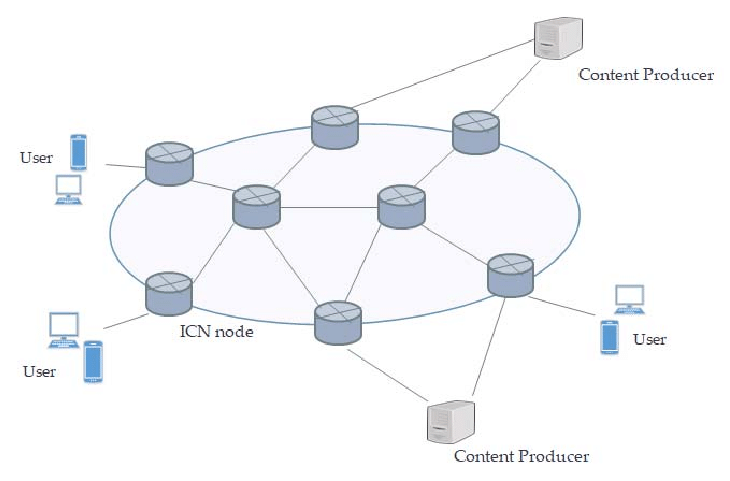 Content Producer
User
ICN node
User
User
Content Producer